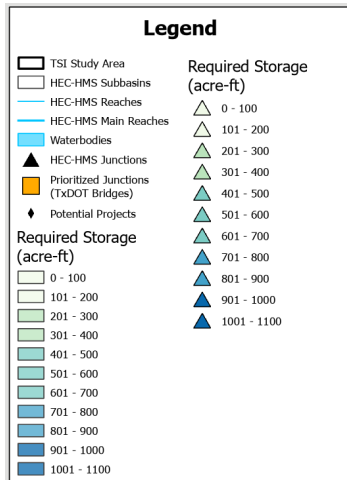 Legend
TSI Study Area
HEC-HMS Subbasins
HEC-HMS Reaches
HEC-HMS Main Reaches
Waterbodies
HEC-HMS Junctions
Prioritized Junctions
(TxDOT Bridges)
Potential Projects
Required Storage
(acre-ft)
0 - 100
101 - 200
201 - 300
301 - 400
401 - 500
501 - 600
601 - 700
701 - 800
801 - 900
901 - 1000
1001 - 1100
Required Storage
(acre-ft)
0 - 100
101 - 200
201 - 300
301 - 400
401 - 500
501 - 600
601 - 700
701 - 800
801 - 900
901 - 1000
1001 - 1100